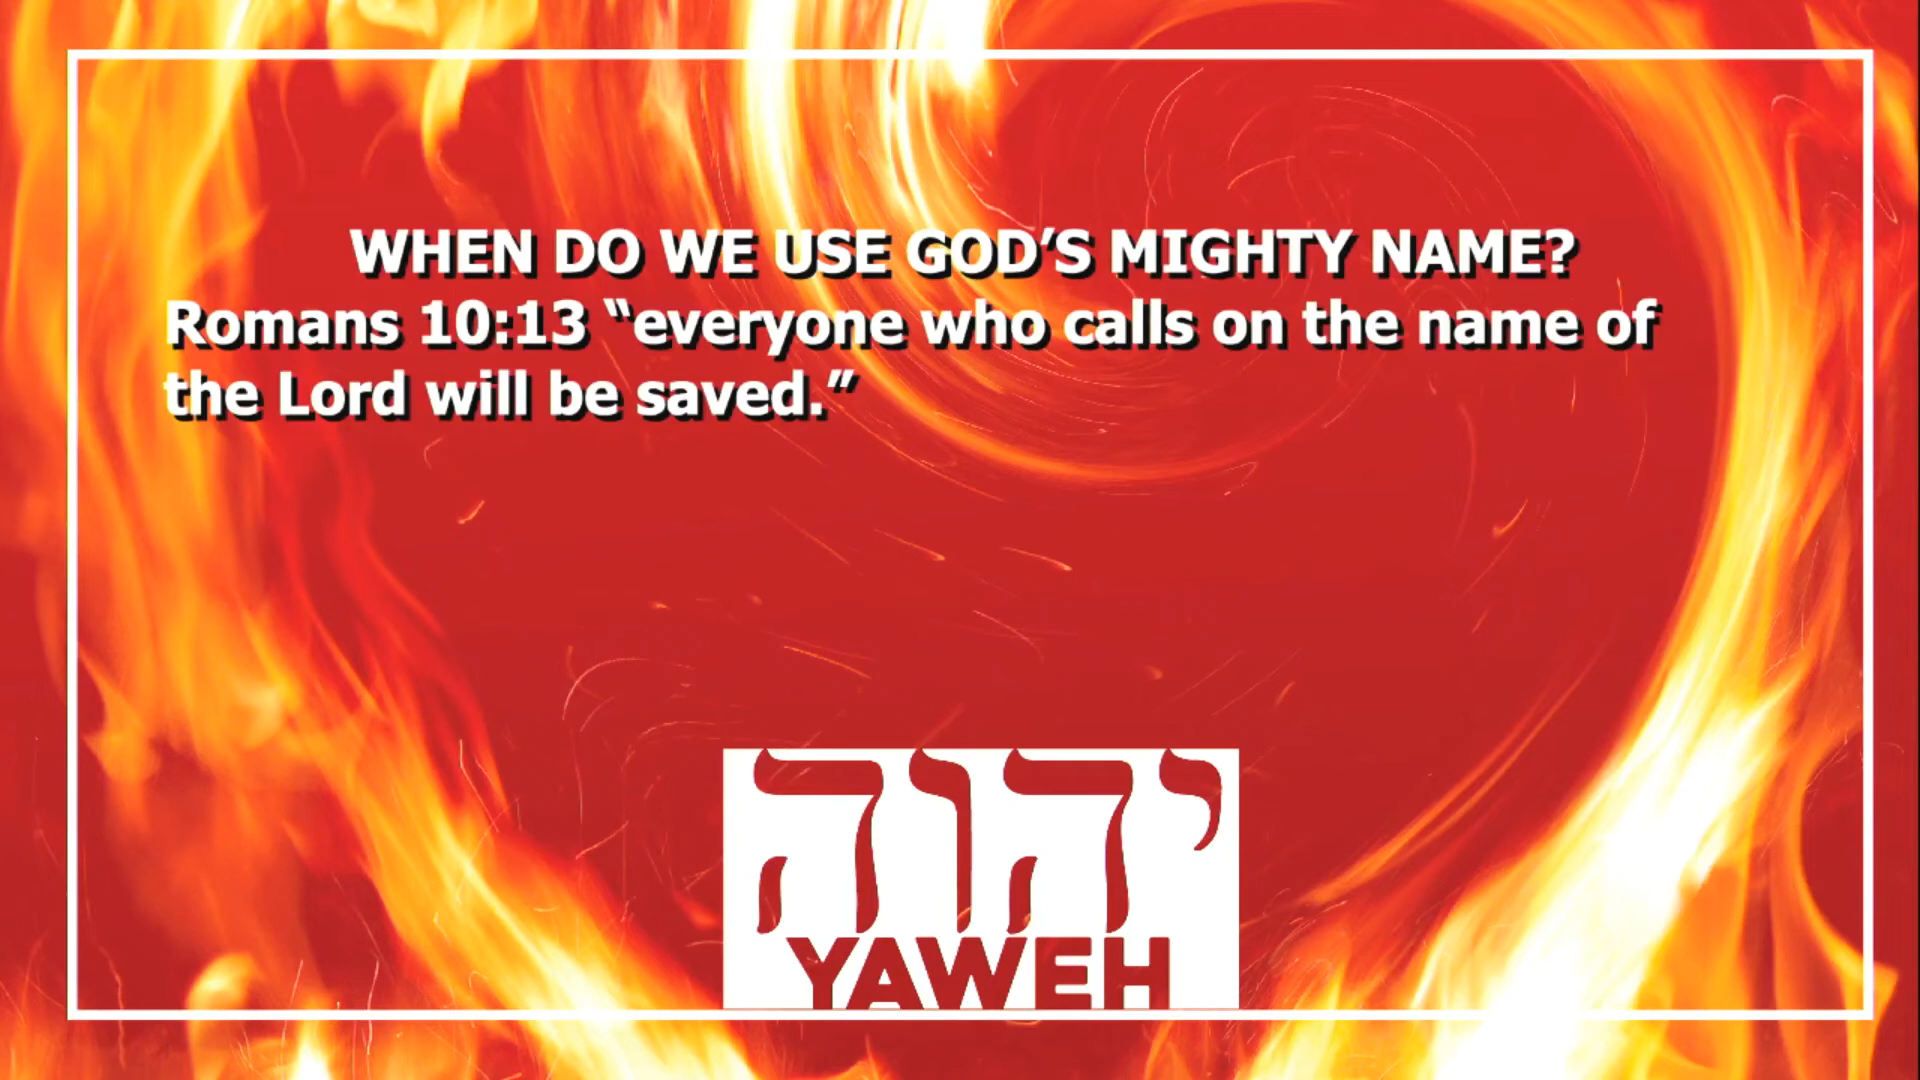 WHEN DO WE USE GOD’S MIGHTY NAME?
Romans 10:13 “everyone who calls on the name of
the Lord will be saved.”
יהוה
YAWEH